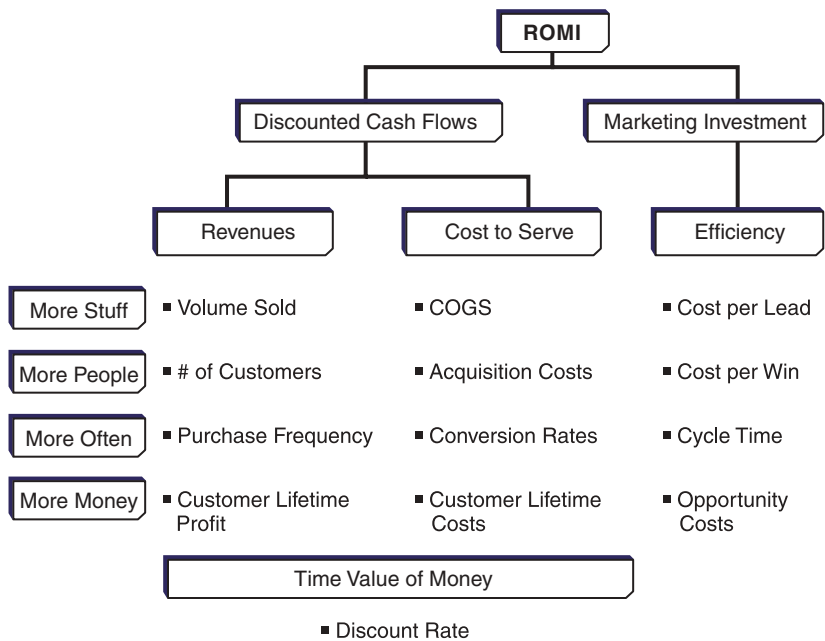 ROMI
Discounted Cash Flows
Marketing Investment
Revenues
Cost to Serve
Efficiency
More Stuff
▪ Volume Sold
▪ COGS
▪ Cost per Lead
More People
▪ # of Customers
▪ Acquisition Costs
▪ Cost per Win
More Often
▪ Purchase Frequency
▪ Conversion Rates
▪ Cycle Time
More Money
▪ Customer Lifetime
Profit
▪ Customer Lifetime
Costs
▪ Opportunity
Costs
Time Value of Money
▪ Discount Rate